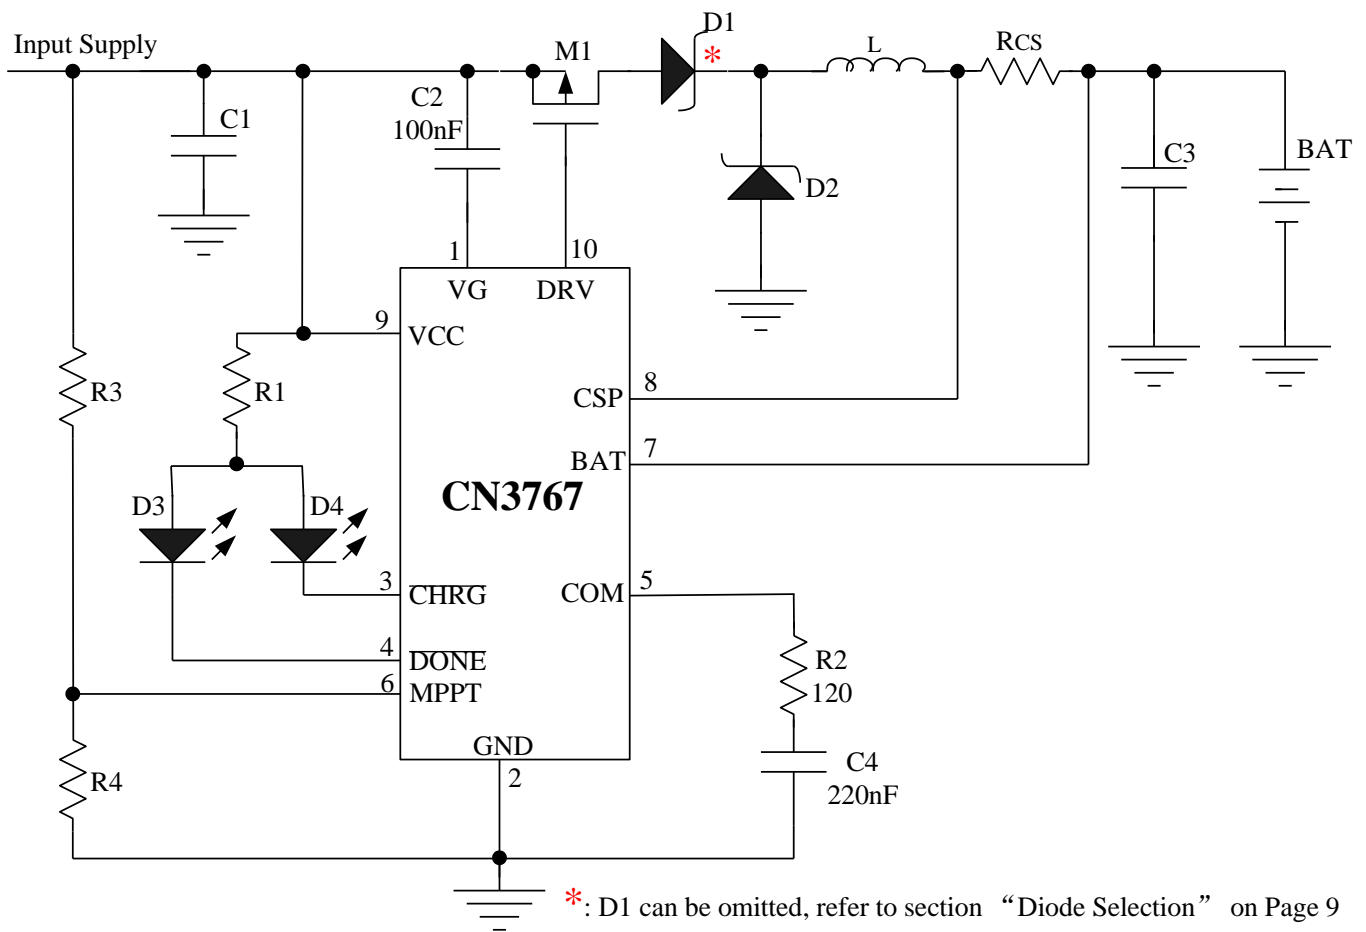 Input Supply
M1
D1
*
L
RCS
C1
C2
100nF
D2
C3
BAT
1
10
VG
DRV
9
VCC
R3
R1
CSP
8
BAT
7
CN3767
D3
D4
3
CHRG
COM
5
4
DONE
6
MPPT
R2
120
GND
2
R4
C4
220nF
*: D1 can be omitted, refer to section “Diode Selection” on Page 9